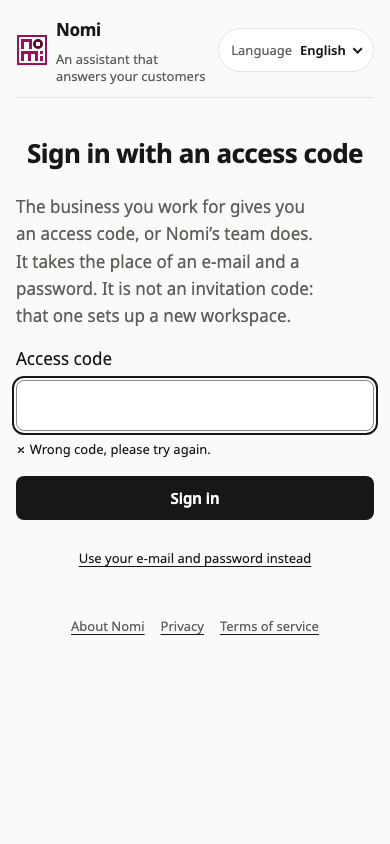 Nomi
An assistant that
answers your customers
Language English
Sign in with an access code
The business you work for gives you
an access code, or Nomi’s team does.
It takes the place of an e-mail and a
password. It is not an invitation code:
that one sets up a new workspace.
Access code
× Wrong code, please try again.
Sign in
Use your e-mail and password instead
About Nomi Privacy Terms of service